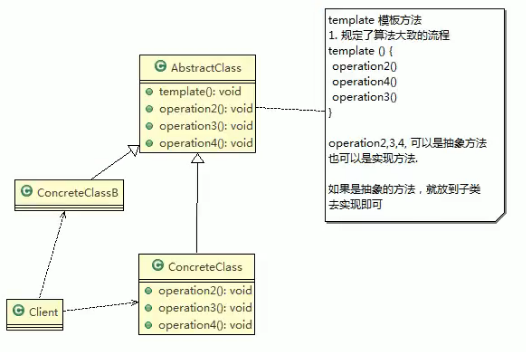 AbstractClass
template(): void
operation2(): void
operation3(): void
operation4(): void
template 模板方法
1. 规定了算法大致的流程
template () {
operation2()
operation4()
operation3()
}
operation2,3,4, 可以是抽象方法
也可以是实现方法.
如果是抽象的方法，就放到子类
去实现即可
ConcreteClassB
ConcreteClass
operation2(): void
operation3(): void
operation4(): void
Client